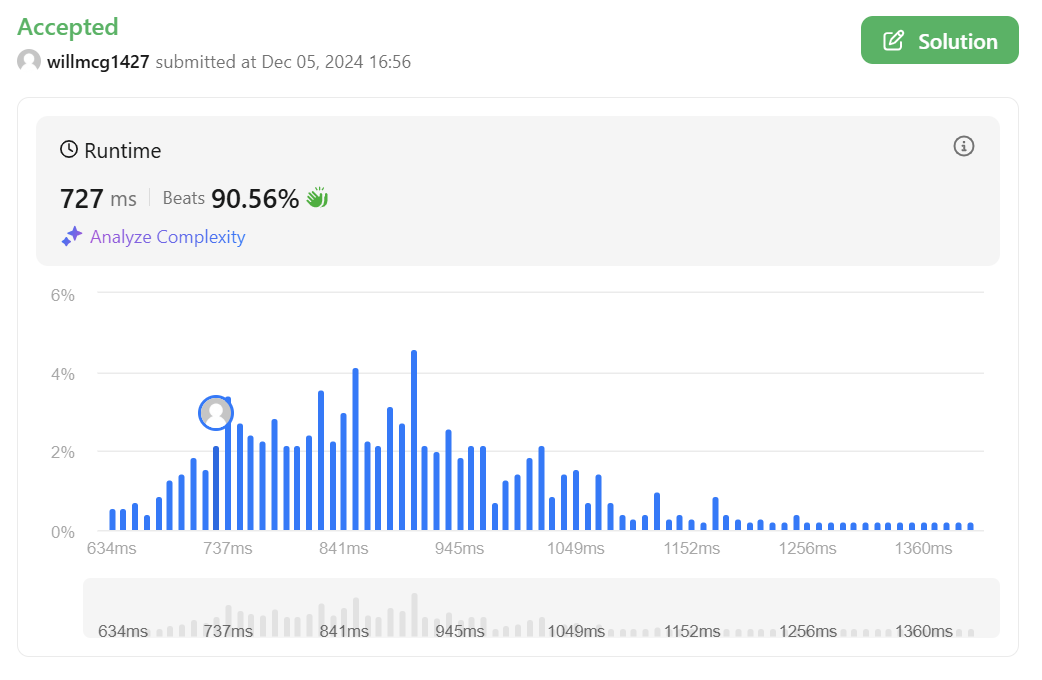 Accepted
willmcg1427 submitted at Dec 05, 2024 16:56
Solution
Runtime
727 ms Beats 90.56%
Analyze Complexity
6%
4%
2%
0%
634ms 737ms 841ms 945ms 1049ms 1152ms 1256ms 1360ms
634ms 737ms 841ms 945ms 1049ms 1152ms 1256ms 1360ms